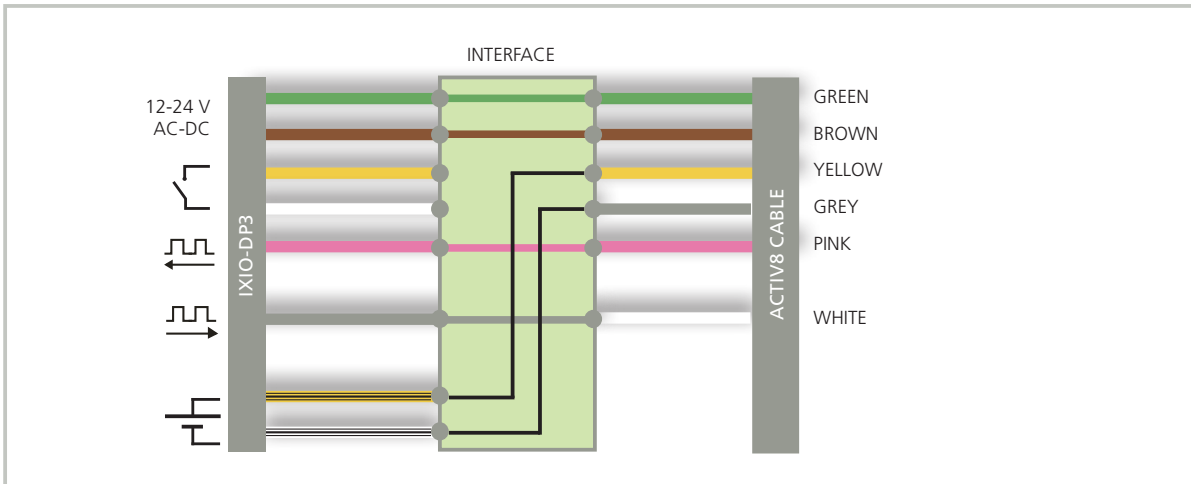 INTERFACE
12-24 V
AC-DC
IXIO-DP3
ACTIV8 CABLE
GREEN
BROWN
YELLOW
GREY
PINK
WHITE